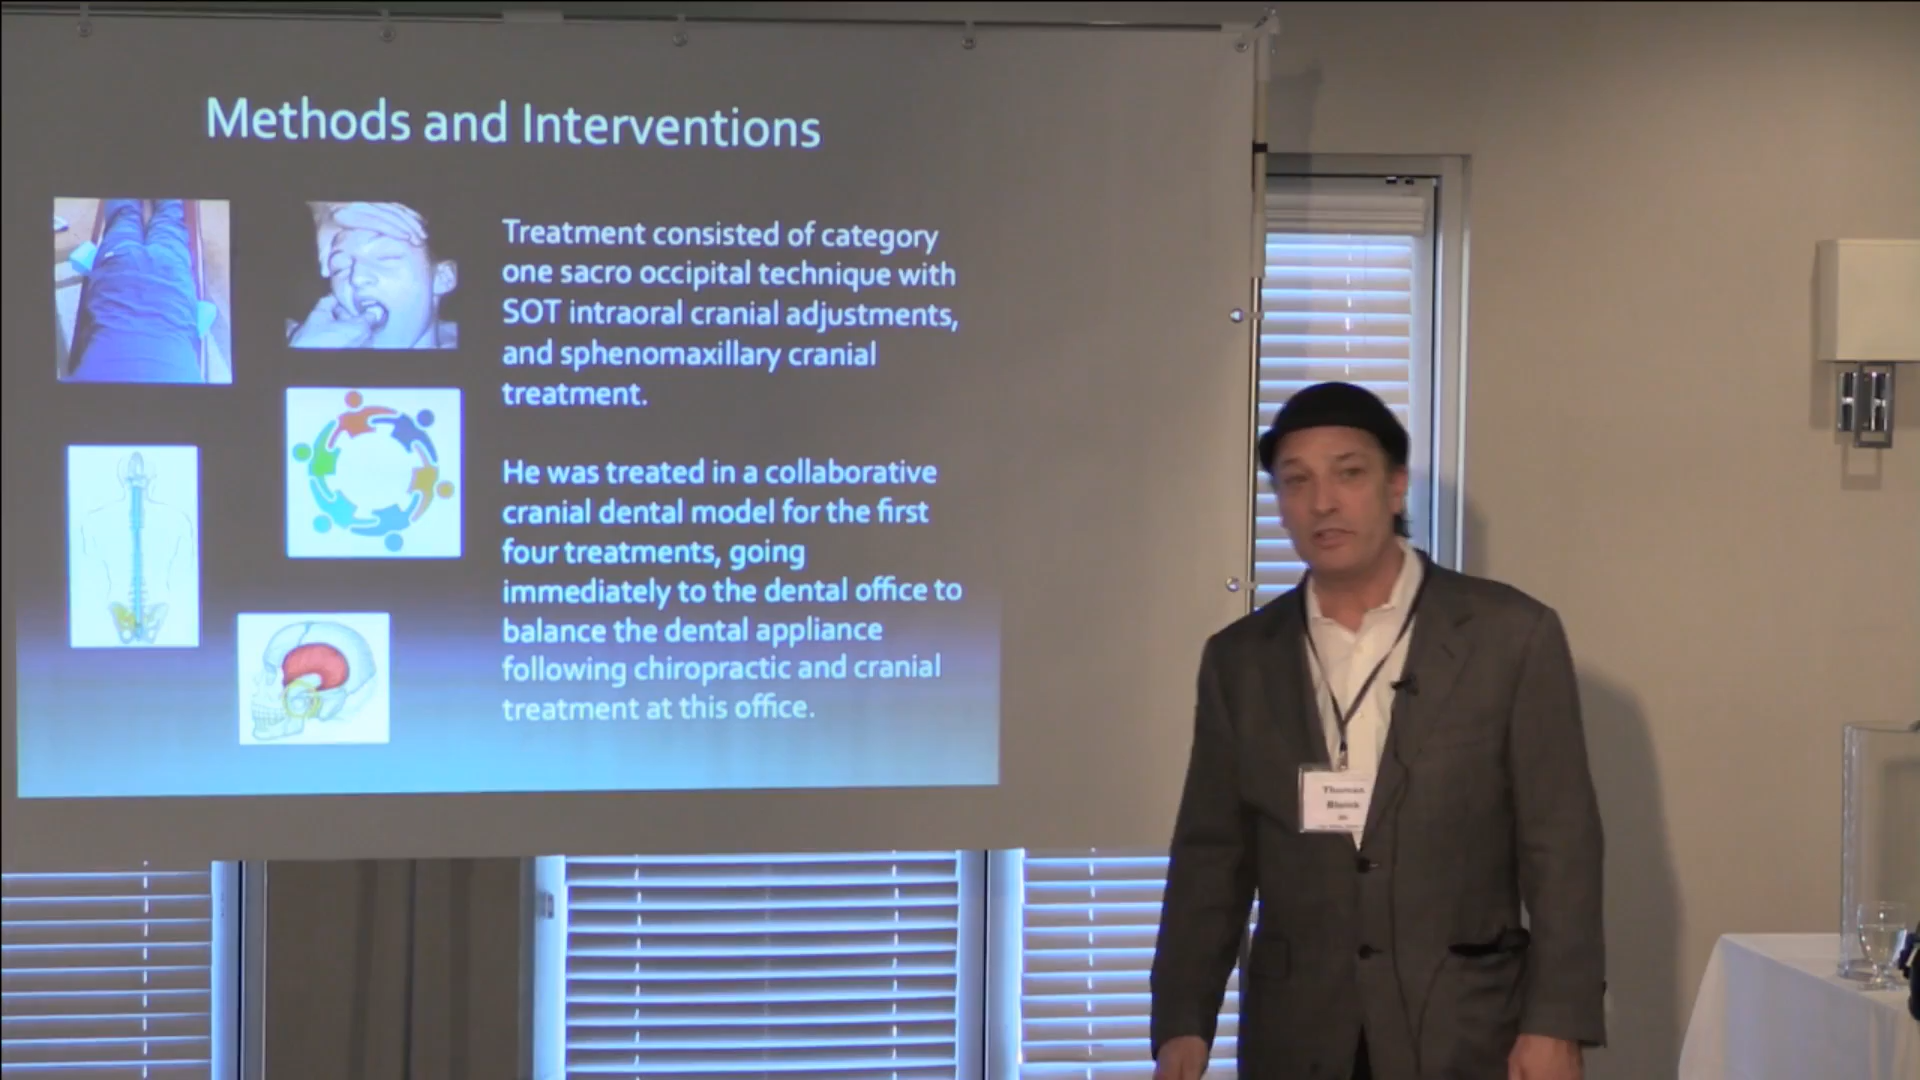 Methods and Interventions
Treatment consisted of category
one sacro occipital technique with
SOT intraoral cranial adjustments,
and sphenomaxillary cranial
treatment.
He was treated in a collaborative
cranial dental model for the first
four treatments, going
immediately to the dental office to
balance the dental appliance
following chiropractic and cranial
treatment at this office.
Thomas